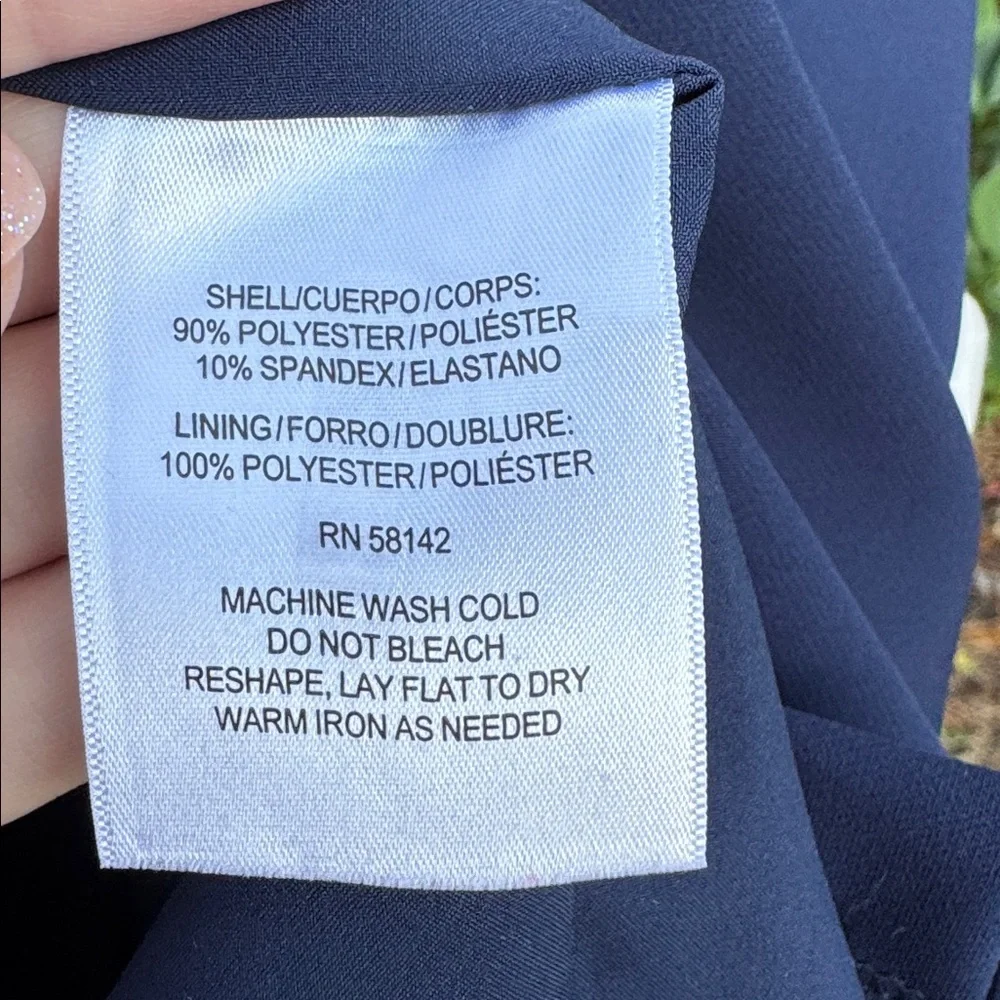 SHELL/CUERPO/CORPS:
90% POLYESTER/POLIÉSTER
10% SPANDEX/ELASTANO
LINING/FORRO/DOUBLURE:
100% POLYESTER/POLIÉSTER
RN 58142
MACHINE WASH COLD
DO NOT BLEACH
RESHAPE, LAY FLAT TO DRY
WARM IRON AS NEEDED